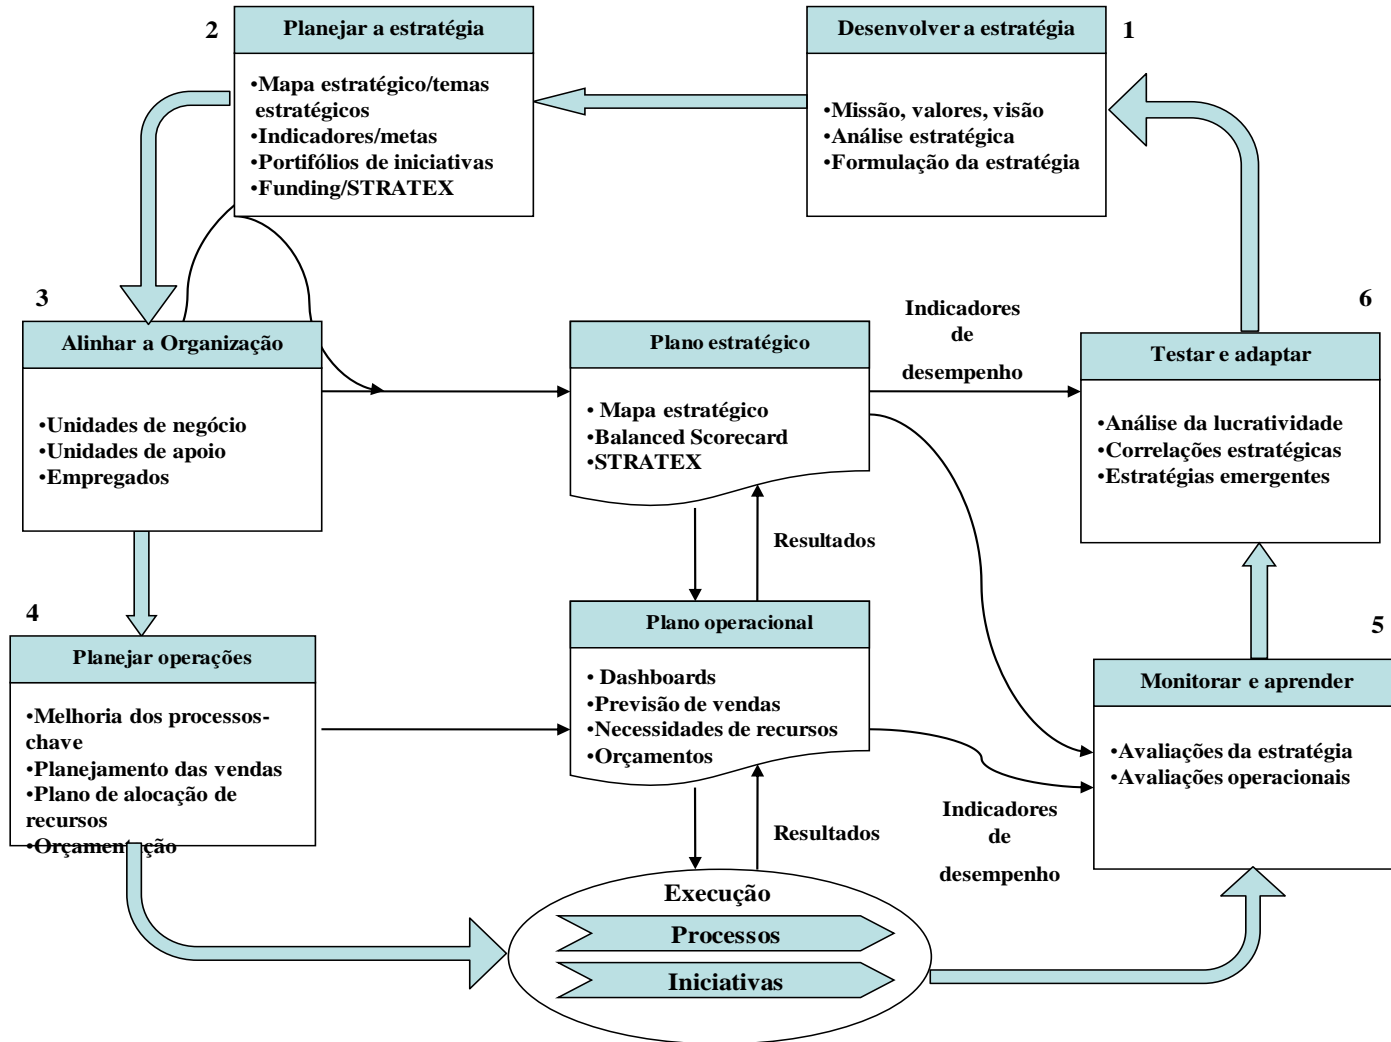 2
Planejar a estratégia
•Mapa estratégico/temas
estratégicos
•Indicadores/metas
•Portifólios de iniciativas
•Funding/STRATEX
Desenvolver a estratégia
1
•Missão, valores, visão
•Análise estratégica
•Formulação da estratégia
3
Alinhar a Organização
•Unidades de negócio
•Unidades de apoio
•Empregados
Plano estratégico
• Mapa estratégico
•Balanced Scorecard
•STRATEX
Indicadores
de
desempenho
6
Testar e adaptar
•Análise da lucratividade
•Correlações estratégicas
•Estratégias emergentes
Resultados
4
Planejar operações
•Melhoria dos processos-
chave
•Planejamento das vendas
•Plano de alocação de
recursos
•Orçamentação
Plano operacional
• Dashboards
•Previsão de vendas
•Necessidades de recursos
•Orçamentos
5
Monitorar e aprender
•Avaliações da estratégia
•Avaliações operacionais
Resultados
Indicadores
de
desempenho
Execução
Processos
Iniciativas